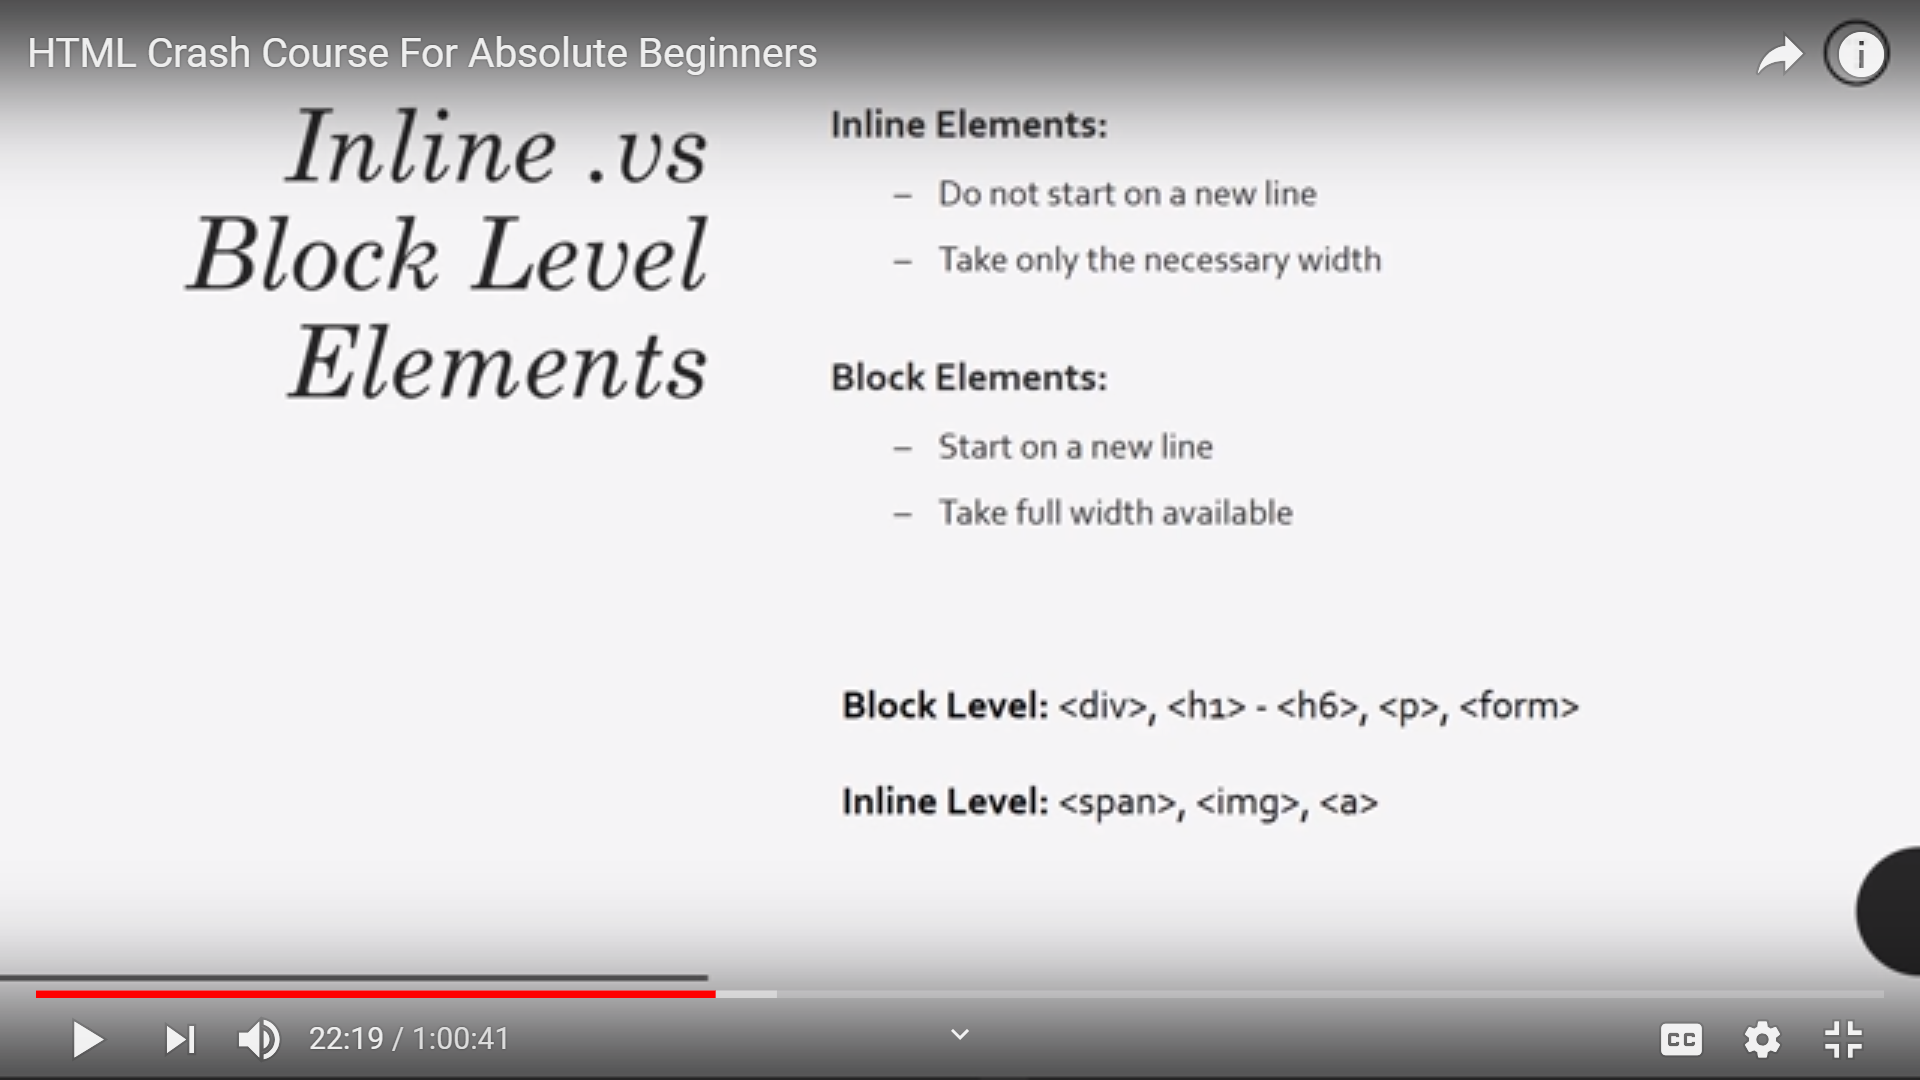 HTML Crash Course For Absolute Beginners
Inline .vs
Block Level
Elements
Inline Elements:
– Do not start on a new line
– Take only the necessary width
Block Elements:
– Start on a new line
– Take full width available
Block Level: <div>, <h1> - <h6>, <p>, <form>
Inline Level: <span>, <img>, <a>
22:19 / 1:00:41
CC